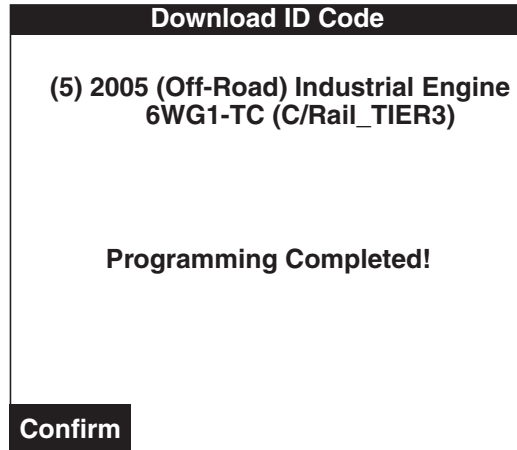 Download ID Code
(5) 2005 (Off-Road) Industrial Engine
6WG1-TC (C/Rail_TIER3)
Programming Completed!
Confirm